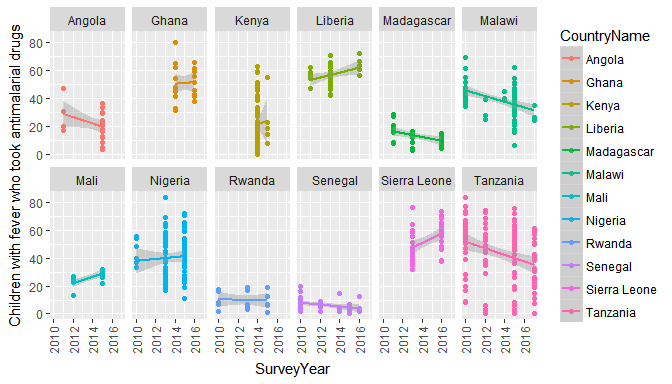 Angola Ghana Kenya Liberia Madagascar Malawi
80
60
40
20
0
Mali Nigeria Rwanda Senegal Sierra Leone Tanzania
80
60
40
20
0
2010 2012 2014 2016 2010 2012 2014 2016 2010 2012 2014 2016 2010 2012 2014 2016 2010 2012 2014 2016 2010 2012 2014 2016
SurveyYear
Children with fever who took antimalarial drugs
CountryName
Angola
Ghana
Kenya
Liberia
Madagascar
Malawi
Mali
Nigeria
Rwanda
Senegal
Sierra Leone
Tanzania